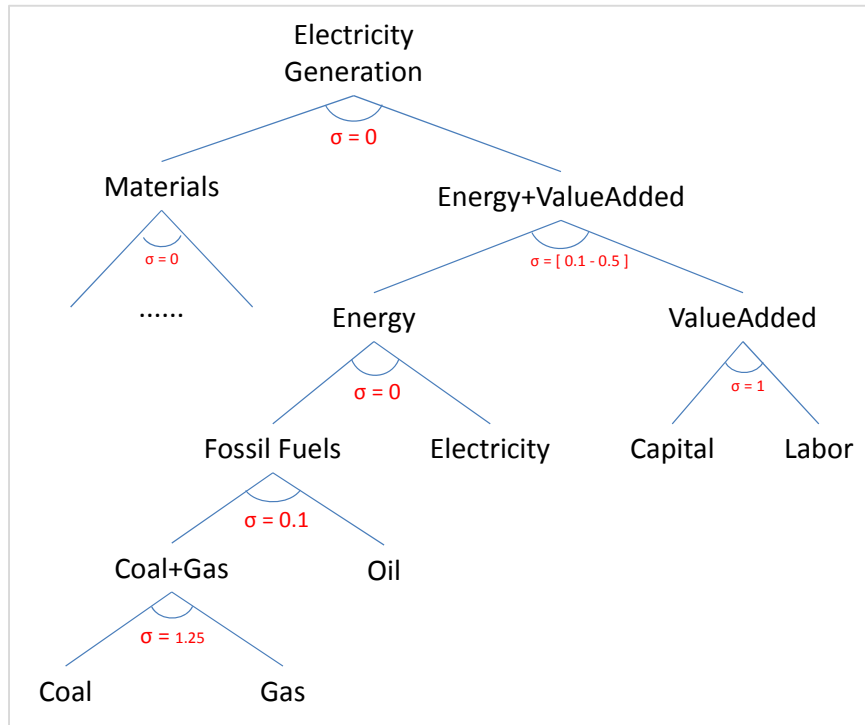 Electricity
Generation
σ = 0
Materials
Energy+ValueAdded
σ = 0
σ = [ 0.1 - 0.5 ]
......
Energy
ValueAdded
σ = 0
σ = 1
Fossil Fuels
Electricity
Capital
Labor
σ = 0.1
Coal+Gas
Oil
σ = 1.25
Coal
Gas